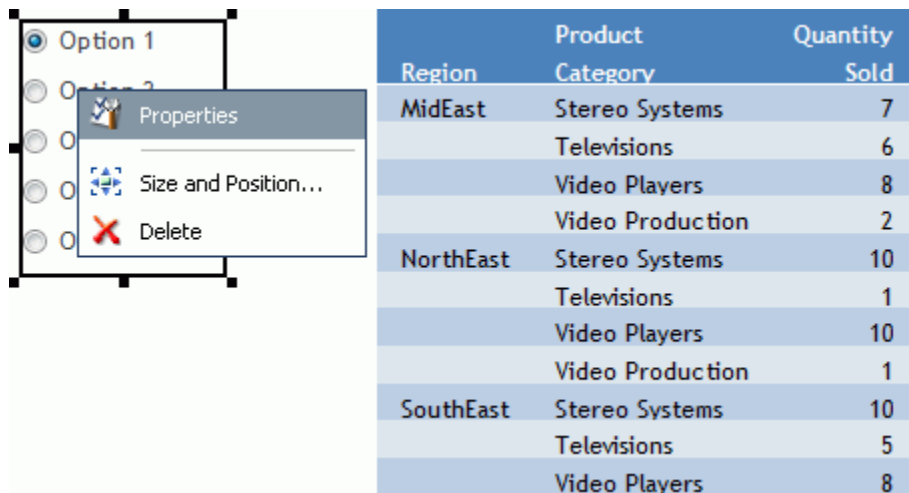 Option 1
O
O
O
O
Properties
Size and Position...
Delete
Product Quantity
Region Category Sold
MidEast Stereo Systems 7
Televisions 6
Video Players 8
Video Production 2
NorthEast Stereo Systems 10
Televisions 1
Video Players 10
Video Production 1
SouthEast Stereo Systems 10
Televisions 5
Video Players 8